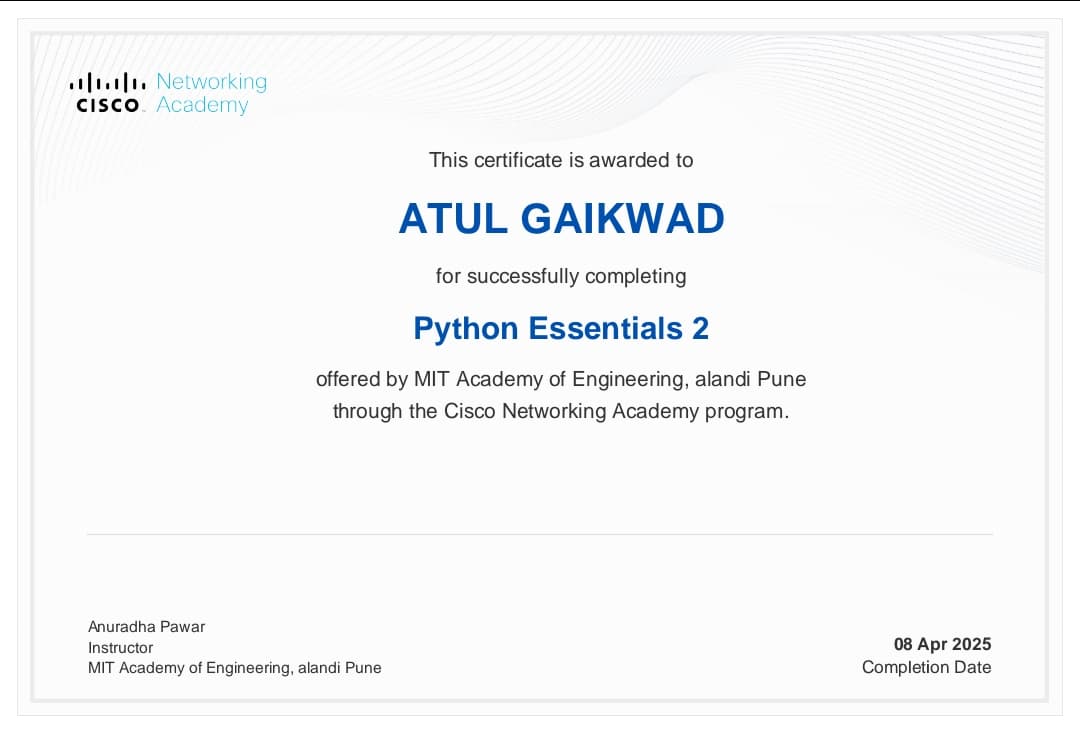 Networking
CISCO Academy
This certificate is awarded to
ATUL GAIKWAD
for successfully completing
Python Essentials 2
offered by MIT Academy of Engineering, alandi Pune
through the Cisco Networking Academy program.
Anuradha Pawar
Instructor
MIT Academy of Engineering, alandi Pune
08 Apr 2025
Completion Date